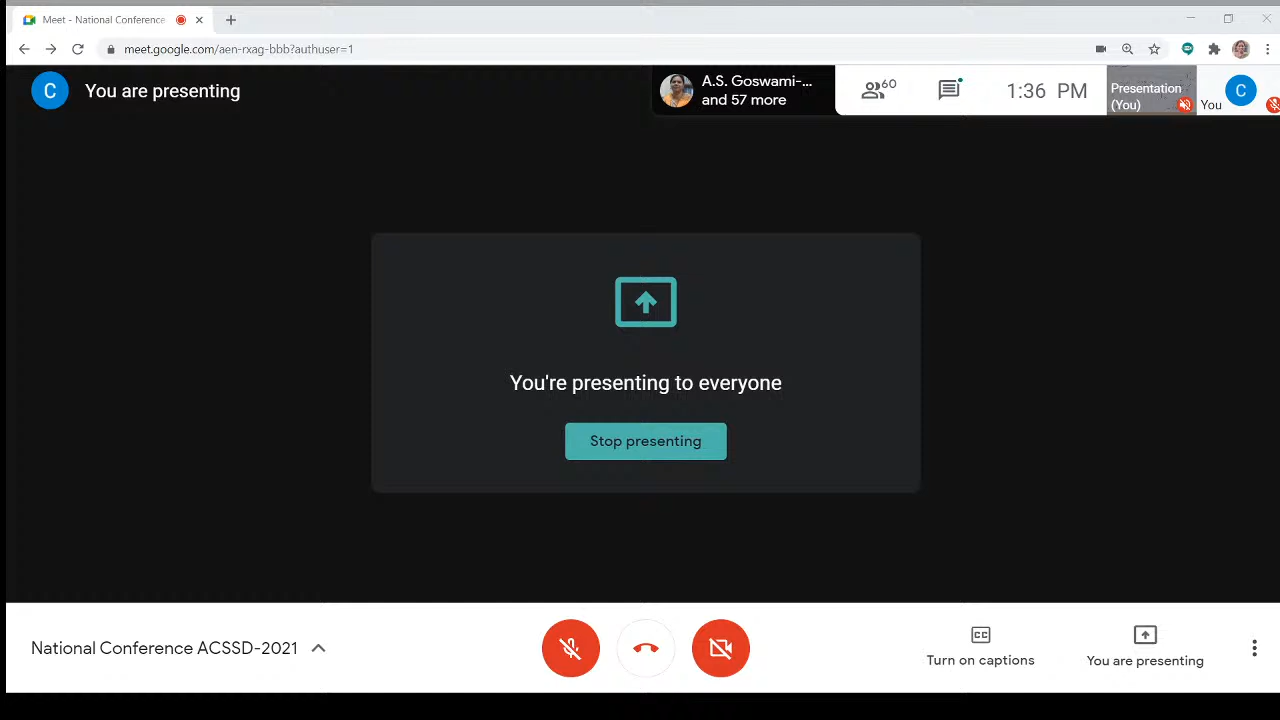 Meet - National Conference
meet.google.com/aen-rxag-bbb?authuser=1
C
You are presenting
A.S. Goswami-...
and 57 more
60
1:36 PM
Presentation
(You)
You
C
You're presenting to everyone
Stop presenting
National Conference ACSSD-2021
Turn on captions
You are presenting